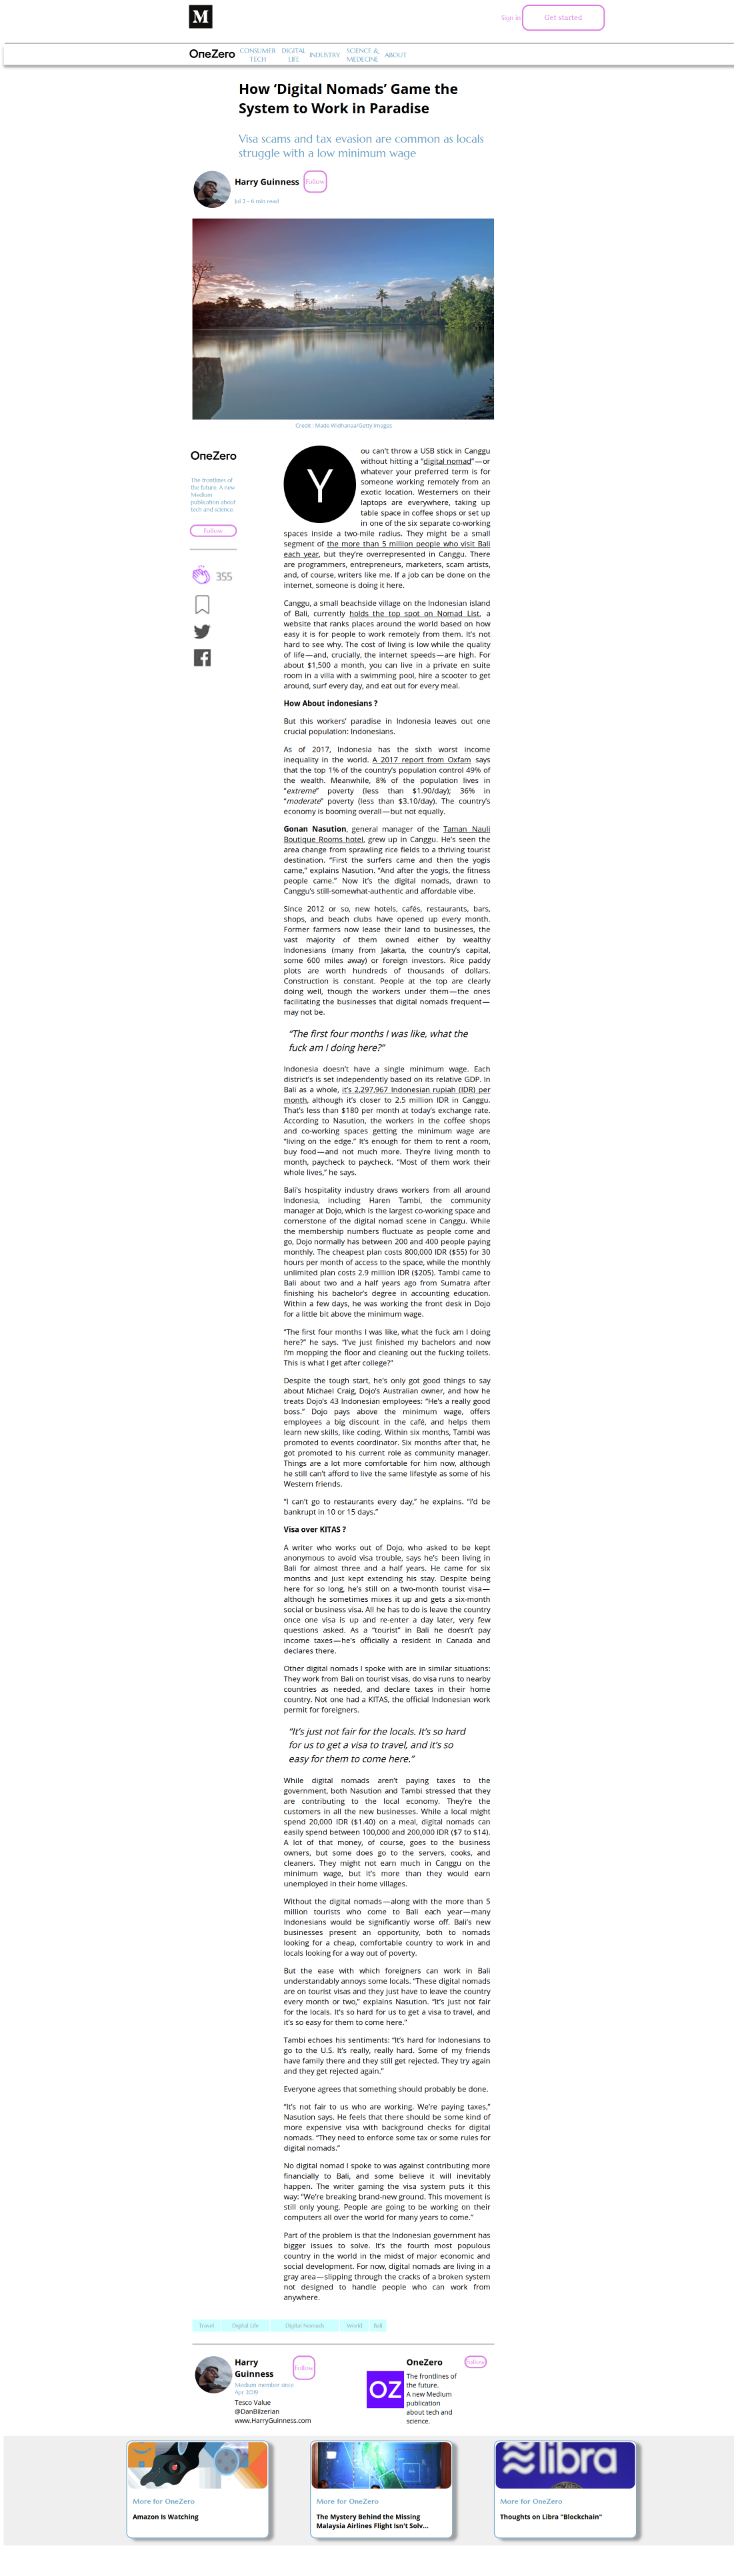 M
Sign in
Get started
OneZero
CONSUMER
TECH
DIGITAL
LIFE
INDUSTRY
SCIENCE &
MEDECINE
ABOUT
How ‘Digital Nomads’ Game the
System to Work in Paradise
Visa scams and tax evasion are common as locals
struggle with a low minimum wage
Harry Guinness
Follow
Jul 2 - 6 min read
Credit : Made Widhanaa/Getty Images
OneZero
The frontlines of
the future. A new
Medium
publication about
tech and science.
Follow
355
Y
ou can’t throw a USB stick in Canggu
without hitting a “digital nomad”—or
whatever your preferred term is for
someone working remotely from an
exotic location. Westerners on their
laptops are everywhere, taking up
table space in coffee shops or set up
in one of the six separate co-working
spaces inside a two-mile radius. They might be a small
segment of the more than 5 million people who visit Bali
each year, but they’re overrepresented in Canggu. There
are programmers, entrepreneurs, marketers, scam artists,
and, of course, writers like me. If a job can be done on the
internet, someone is doing it here.
Canggu, a small beachside village on the Indonesian island
of Bali, currently holds the top spot on Nomad List, a
website that ranks places around the world based on how
easy it is for people to work remotely from them. It’s not
hard to see why. The cost of living is low while the quality
of life—and, crucially, the internet speeds—are high. For
about $1,500 a month, you can live in a private en suite
room in a villa with a swimming pool, hire a scooter to get
around, surf every day, and eat out for every meal.
How About indonesians ?
But this workers’ paradise in Indonesia leaves out one
crucial population: Indonesians.
As of 2017, Indonesia has the sixth worst income
inequality in the world. A 2017 report from Oxfam says
that the top 1% of the country’s population control 49% of
the wealth. Meanwhile, 8% of the population lives in
“extreme” poverty (less than $1.90/day); 36% in
“moderate” poverty (less than $3.10/day). The country’s
economy is booming overall—but not equally.
Gonan Nasution, general manager of the Taman Nauli
Boutique Rooms hotel, grew up in Canggu. He’s seen the
area change from sprawling rice fields to a thriving tourist
destination. “First the surfers came and then the yogis
came,” explains Nasution. “And after the yogis, the fitness
people came.” Now it’s the digital nomads, drawn to
Canggu’s still-somewhat-authentic and affordable vibe.
Since 2012 or so, new hotels, cafés, restaurants, bars,
shops, and beach clubs have opened up every month.
Former farmers now lease their land to businesses, the
vast majority of them owned either by wealthy
Indonesians (many from Jakarta, the country’s capital,
some 600 miles away) or foreign investors. Rice paddy
plots are worth hundreds of thousands of dollars.
Construction is constant. People at the top are clearly
doing well, though the workers under them—the ones
facilitating the businesses that digital nomads frequent—
may not be.
“The first four months I was like, what the
fuck am I doing here?”
Indonesia doesn’t have a single minimum wage. Each
district’s is set independently based on its relative GDP. In
Bali as a whole, it’s 2,297,967 Indonesian rupiah (IDR) per
month, although it’s closer to 2.5 million IDR in Canggu.
That’s less than $180 per month at today’s exchange rate.
According to Nasution, the workers in the coffee shops
and co-working spaces getting the minimum wage are
“living on the edge.” It’s enough for them to rent a room,
buy food—and not much more. They’re living month to
month, paycheck to paycheck. “Most of them work their
whole lives,” he says.
Bali’s hospitality industry draws workers from all around
Indonesia, including Haren Tambi, the community
manager at Dojo, which is the largest co-working space and
cornerstone of the digital nomad scene in Canggu. While
the membership numbers fluctuate as people come and
go, Dojo normally has between 200 and 400 people paying
monthly. The cheapest plan costs 800,000 IDR ($55) for 30
hours per month of access to the space, while the monthly
unlimited plan costs 2.9 million IDR ($205). Tambi came to
Bali about two and a half years ago from Sumatra after
finishing his bachelor’s degree in accounting education.
Within a few days, he was working the front desk in Dojo
for a little bit above the minimum wage.
“The first four months I was like, what the fuck am I doing
here?” he says. “I’ve just finished my bachelors and now
I’m mopping the floor and cleaning out the fucking toilets.
This is what I get after college?”
Despite the tough start, he’s only got good things to say
about Michael Craig, Dojo’s Australian owner, and how he
treats Dojo’s 43 Indonesian employees: “He’s a really good
boss.” Dojo pays above the minimum wage, offers
employees a big discount in the café, and helps them
learn new skills, like coding. Within six months, Tambi was
promoted to events coordinator. Six months after that, he
got promoted to his current role as community manager.
Things are a lot more comfortable for him now, although
he still can’t afford to live the same lifestyle as some of his
Western friends.
“I can’t go to restaurants every day,” he explains. “I’d be
bankrupt in 10 or 15 days.”
Visa over KITAS ?
A writer who works out of Dojo, who asked to be kept
anonymous to avoid visa trouble, says he’s been living in
Bali for almost three and a half years. He came for six
months and just kept extending his stay. Despite being
here for so long, he’s still on a two-month tourist visa—
although he sometimes mixes it up and gets a six-month
social or business visa. All he has to do is leave the country
once one visa is up and re-enter a day later, very few
questions asked. As a “tourist” in Bali he doesn’t pay
income taxes—he’s officially a resident in Canada and
declares there.
Other digital nomads I spoke with are in similar situations:
They work from Bali on tourist visas, do visa runs to nearby
countries as needed, and declare taxes in their home
country. Not one had a KITAS, the official Indonesian work
permit for foreigners.
“It’s just not fair for the locals. It’s so hard
for us to get a visa to travel, and it’s so
easy for them to come here.”
While digital nomads aren’t paying taxes to the
government, both Nasution and Tambi stressed that they
are contributing to the local economy. They’re the
customers in all the new businesses. While a local might
spend 20,000 IDR ($1.40) on a meal, digital nomads can
easily spend between 100,000 and 200,000 IDR ($7 to $14).
A lot of that money, of course, goes to the business
owners, but some does go to the servers, cooks, and
cleaners. They might not earn much in Canggu on the
minimum wage, but it’s more than they would earn
unemployed in their home villages.
Without the digital nomads—along with the more than 5
million tourists who come to Bali each year—many
Indonesians would be significantly worse off. Bali’s new
businesses present an opportunity, both to nomads
looking for a cheap, comfortable country to work in and
locals looking for a way out of poverty.
But the ease with which foreigners can work in Bali
understandably annoys some locals. “These digital nomads
are on tourist visas and they just have to leave the country
every month or two,” explains Nasution. “It’s just not fair
for the locals. It’s so hard for us to get a visa to travel, and
it’s so easy for them to come here.”
Tambi echoes his sentiments: “It’s hard for Indonesians to
go to the U.S. It’s really, really hard. Some of my friends
have family there and they still get rejected. They try again
and they get rejected again.”
Everyone agrees that something should probably be done.
“It’s not fair to us who are working. We’re paying taxes,”
Nasution says. He feels that there should be some kind of
more expensive visa with background checks for digital
nomads. “They need to enforce some tax or some rules for
digital nomads.”
No digital nomad I spoke to was against contributing more
financially to Bali, and some believe it will inevitably
happen. The writer gaming the visa system puts it this
way: “We’re breaking brand-new ground. This movement is
still only young. People are going to be working on their
computers all over the world for many years to come.”
Part of the problem is that the Indonesian government has
bigger issues to solve. It’s the fourth most populous
country in the world in the midst of major economic and
social development. For now, digital nomads are living in a
gray area—slipping through the cracks of a broken system
not designed to handle people who can work from
anywhere.
Travel
Digital Life
Digital Nomads
World
Bali
Harry
Guinness
Follow
Medium member since
Apr 2019
Tesco Value
@DanBilzerian
www.HarryGuinness.com
OZ
OneZero
Follow
The frontlines of
the future.
A new Medium
publication
about tech and
science.
More for OneZero
Amazon Is Watching
More for OneZero
The Mystery Behind the Missing
Malaysia Airlines Flight Isn't Solv...
libra
More for OneZero
Thoughts on Libra "Blockchain"